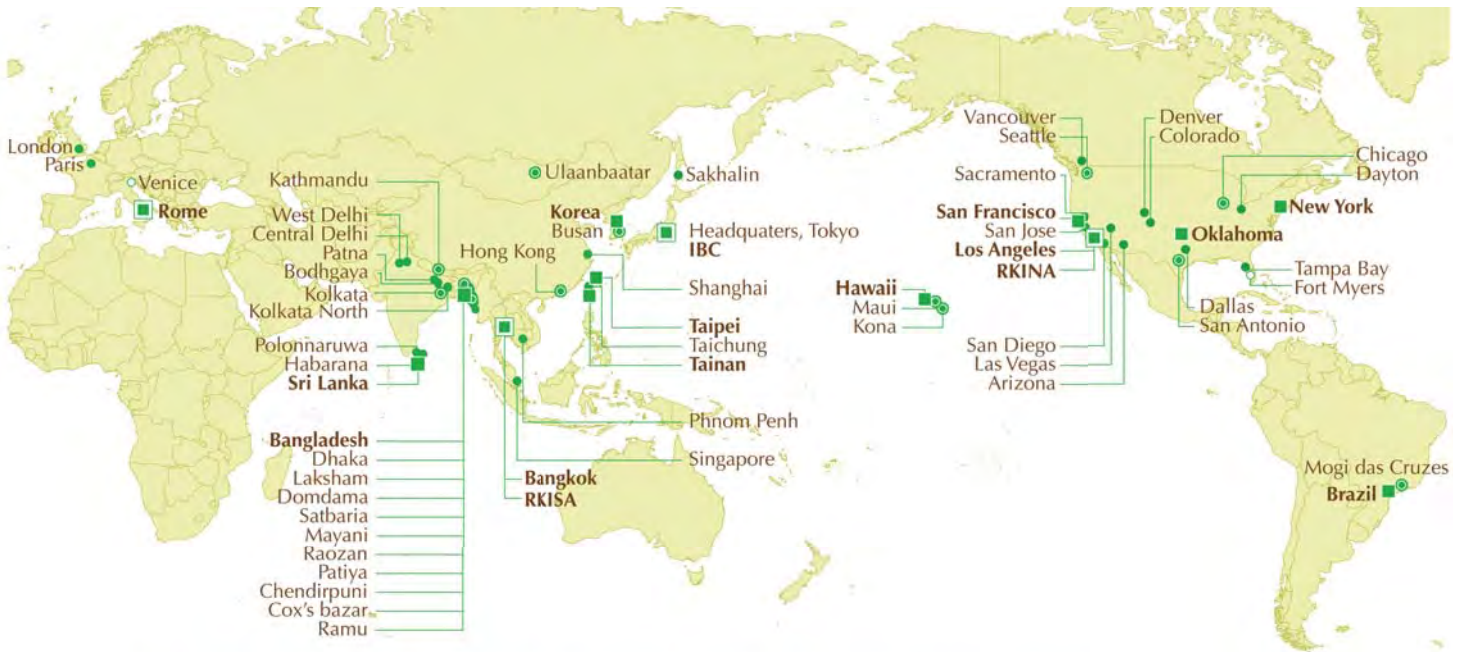 London
Paris
Venice
Rome
Kathmandu
West Delhi
Central Delhi
Patna
Bodhgaya
Kolkata
Kolkata North
Polonnaruwa
Habarana
Sri Lanka
Bangladesh
Dhaka
Laksham
Domdama
Satbaria
Mayani
Raozan
Patiya
Chendirpuni
Cox's bazar
Ramu
Ulaanbaatar
Sakhalin
Korea
Busan
Headquaters, Tokyo
IBC
Hong Kong
Shanghai
Taipei
Taichung
Tainan
Phnom Penh
Singapore
Bangkok
RKISA
Hawaii
Maui
Kona
Vancouver
Seattle
Sacramento
San Francisco
San Jose
Los Angeles
RKINA
San Diego
Las Vegas
Arizona
Denver
Colorado
Chicago
Dayton
New York
Oklahoma
Tampa Bay
Fort Myers
Dallas
San Antonio
Mogi das Cruzes
Brazil